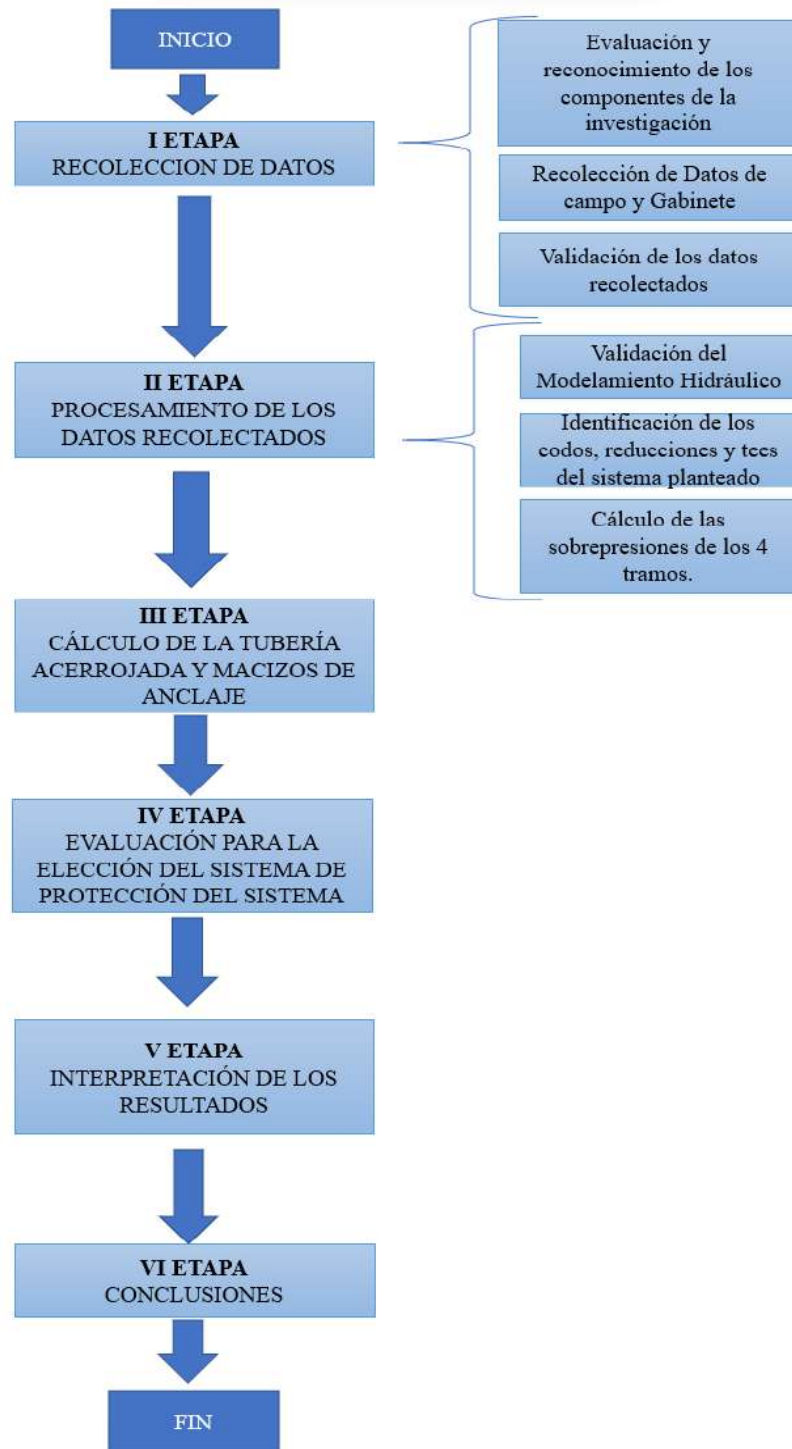 INICIO
I ETAPA
RECOLECCION DE DATOS
Evaluación y
reconocimiento de los
componentes de la
investigación
Recolección de Datos de
campo y Gabinete
Validación de los datos
recolectados
II ETAPA
PROCESAMIENTO DE LOS
DATOS RECOLECTADOS
Validación del
Modelamiento Hidráulico
Identificación de los
codos, reducciones y tees
del sistema planteado
Cálculo de las
sobrepresiones de los 4
tramos.
III ETAPA
CÁLCULO DE LA TUBERÍA
ACERROJADA Y MACIZOS DE
ANCLAJE
IV ETAPA
EVALUACIÓN PARA LA
ELECCIÓN DEL SISTEMA DE
PROTECCIÓN DEL SISTEMA
V ETAPA
INTERPRETACIÓN DE LOS
RESULTADOS
VI ETAPA
CONCLUSIONES
FIN